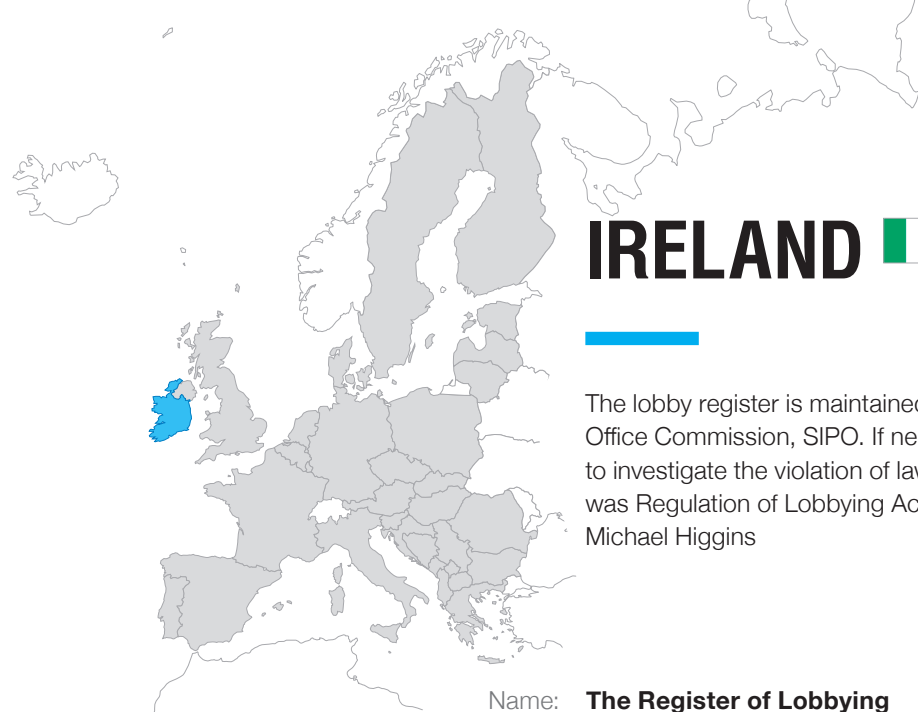 IRELAND
The lobby register is maintained
Office Commission, SIPO. If ne
to investigate the violation of la
was Regulation of Lobbying Ac
Michael Higgins
Name: The Register of Lobbying